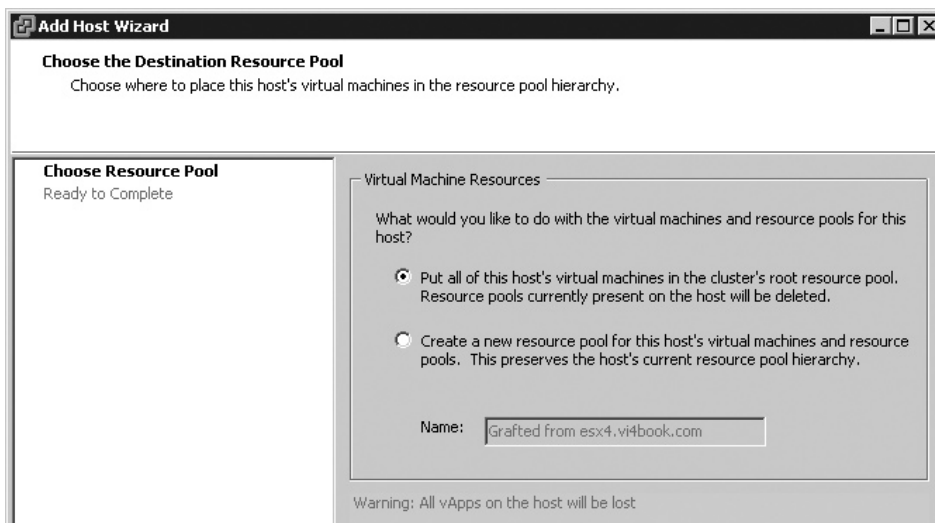 Add Host Wizard
Choose the Destination Resource Pool
Choose where to place this host's virtual machines in the resource pool hierarchy.
Choose Resource Pool
Ready to Complete
Virtual Machine Resources
What would you like to do with the virtual machines and resource pools for this
host?
Put all of this host's virtual machines in the cluster's root resource pool.
Resource pools currently present on the host will be deleted.
Create a new resource pool for this host's virtual machines and resource
pools. This preserves the host's current resource pool hierarchy.
Name: Grafted from esx4.vi4book.com
Warning: All vApps on the host will be lost